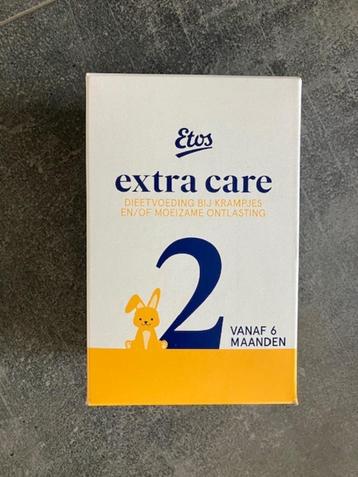 Etos
extra care
DIEETVOEDING BIJ KRAMPJES
EN/OF MOEIZAME ONTLASTING
2
VANAF 6
MAANDEN